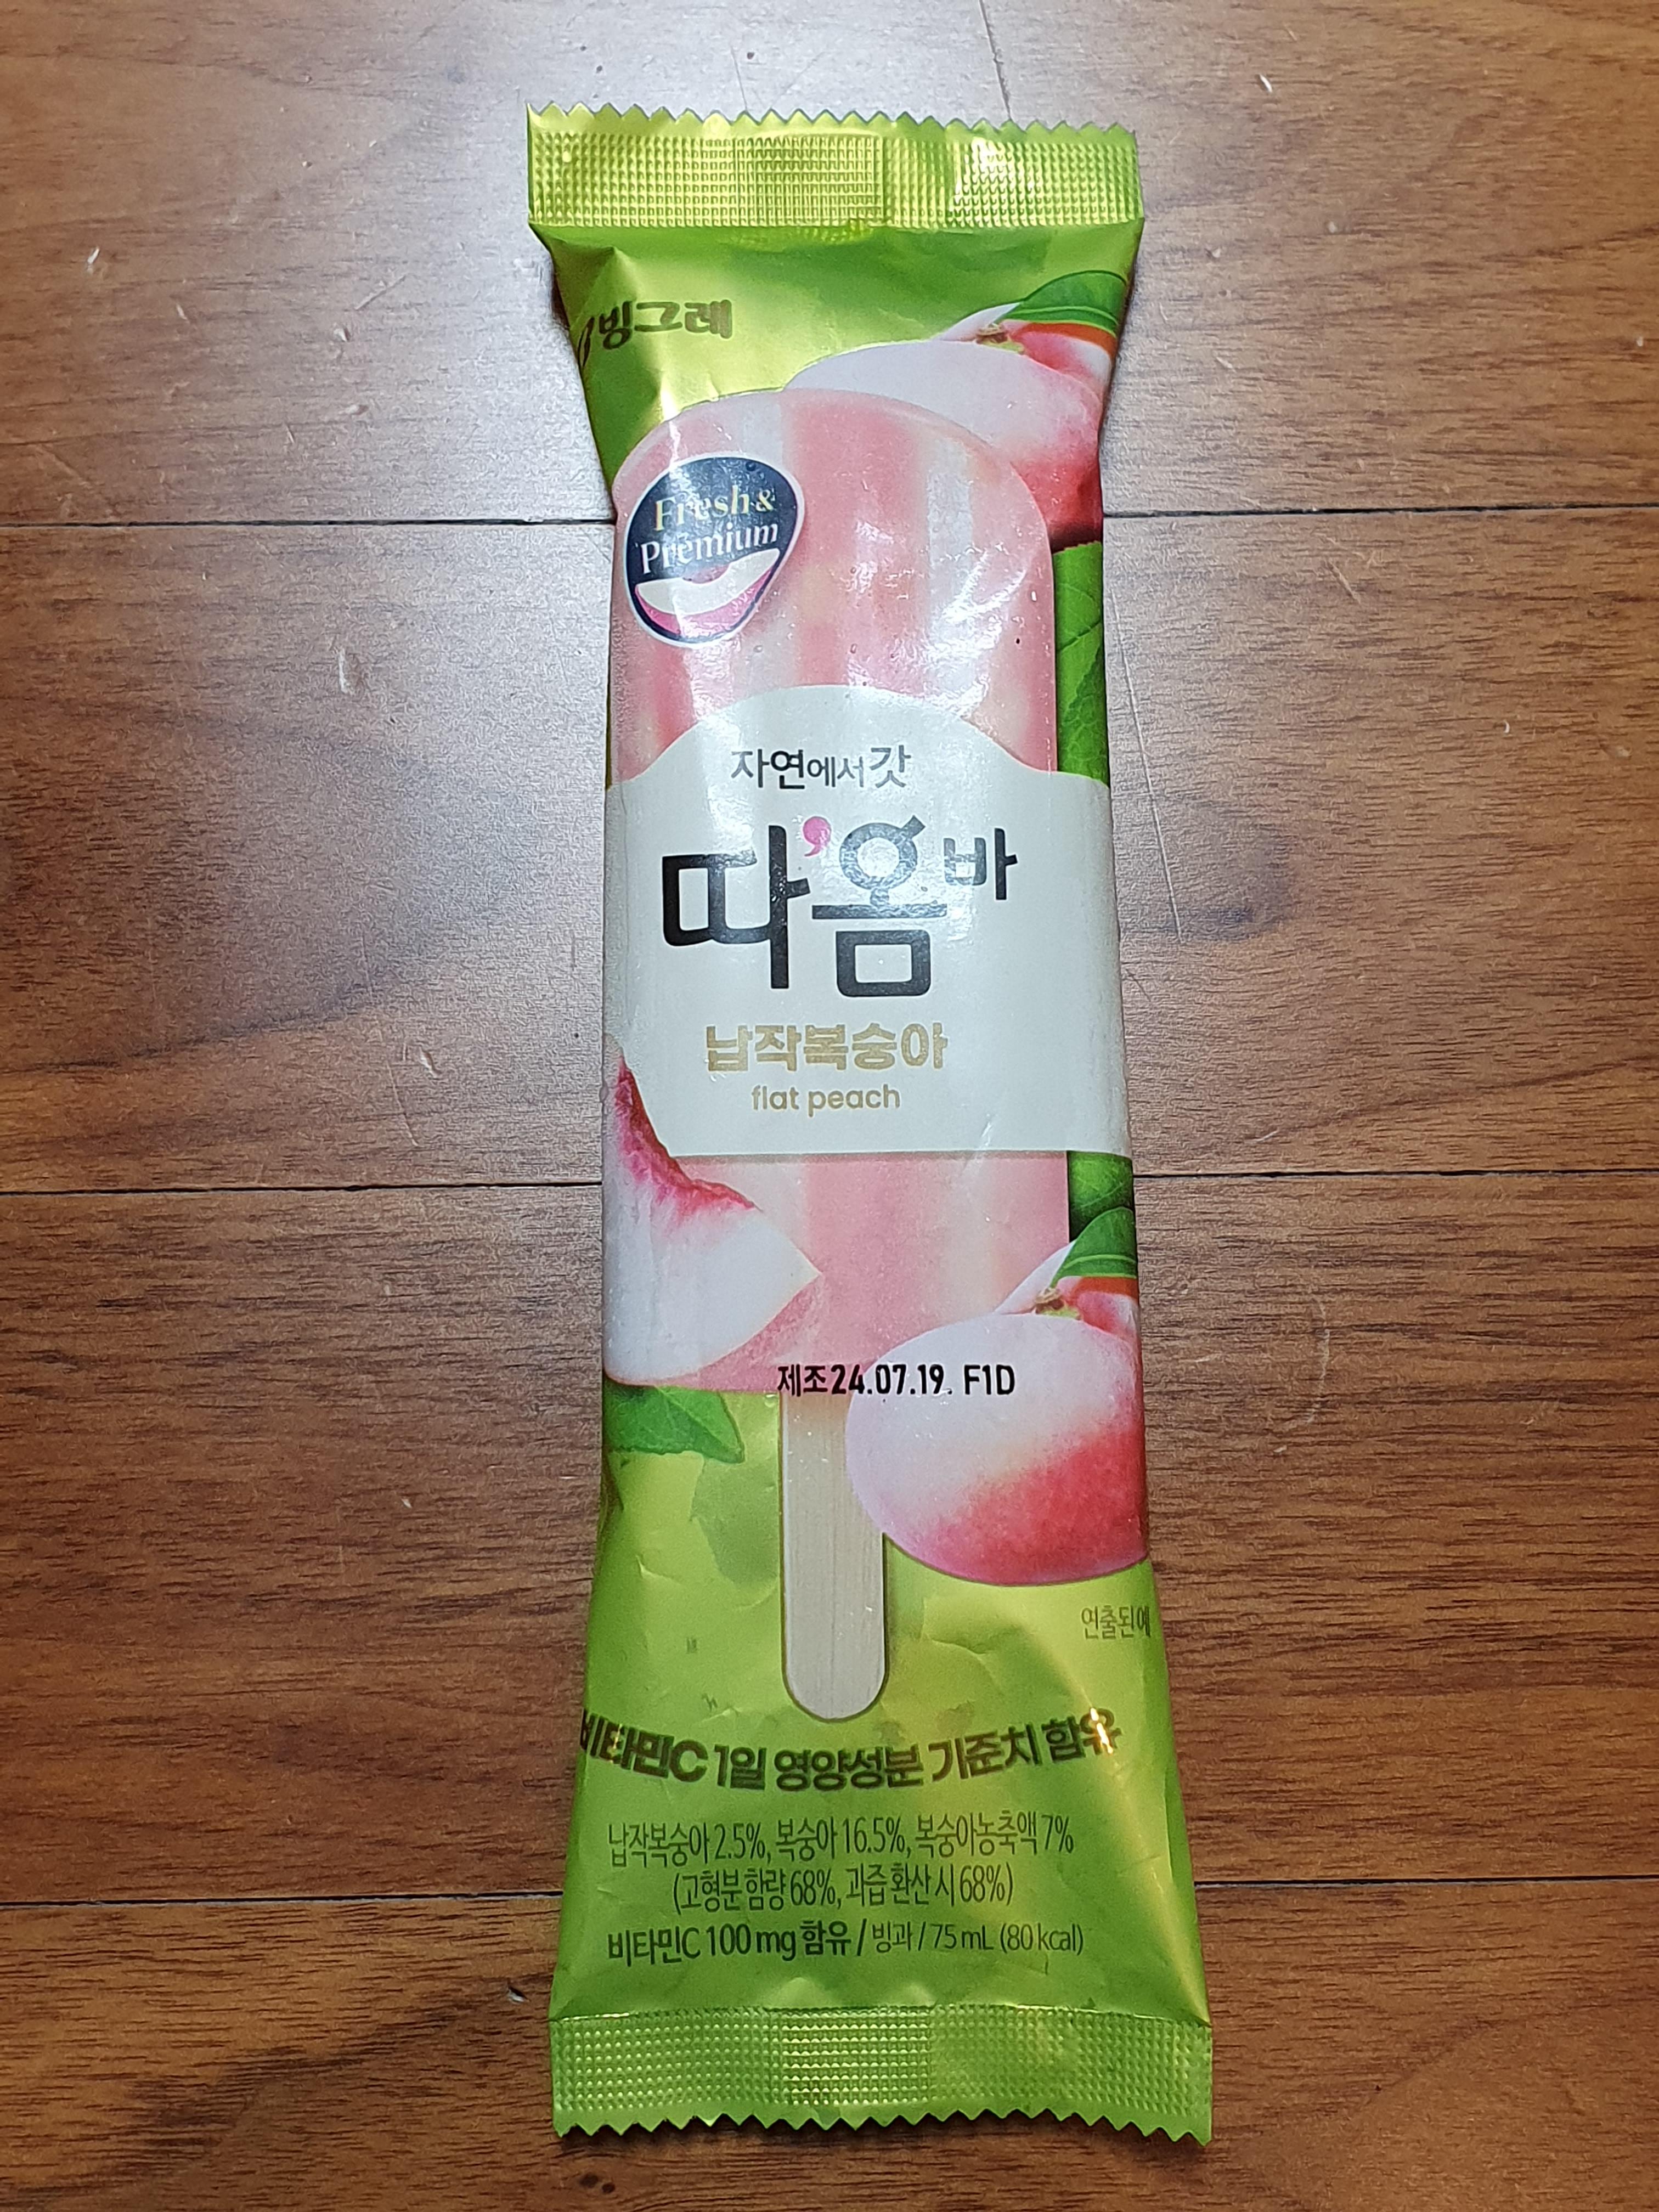 빙그레
Fresh&
Premium
자연에서갓
따'옴바
납작복숭아
flat peach
제조24.07.19. F1D
연출된 예
비타민C 1일 영양성분 기준치 함유
납작복숭아 2.5%, 복숭아 16.5%, 복숭아농축액 7%
(고형분 함량 68%, 과즙 환산 시 68%)
비타민C 100 mg 함유 / 빙과 / 75 mL (80 kcal)